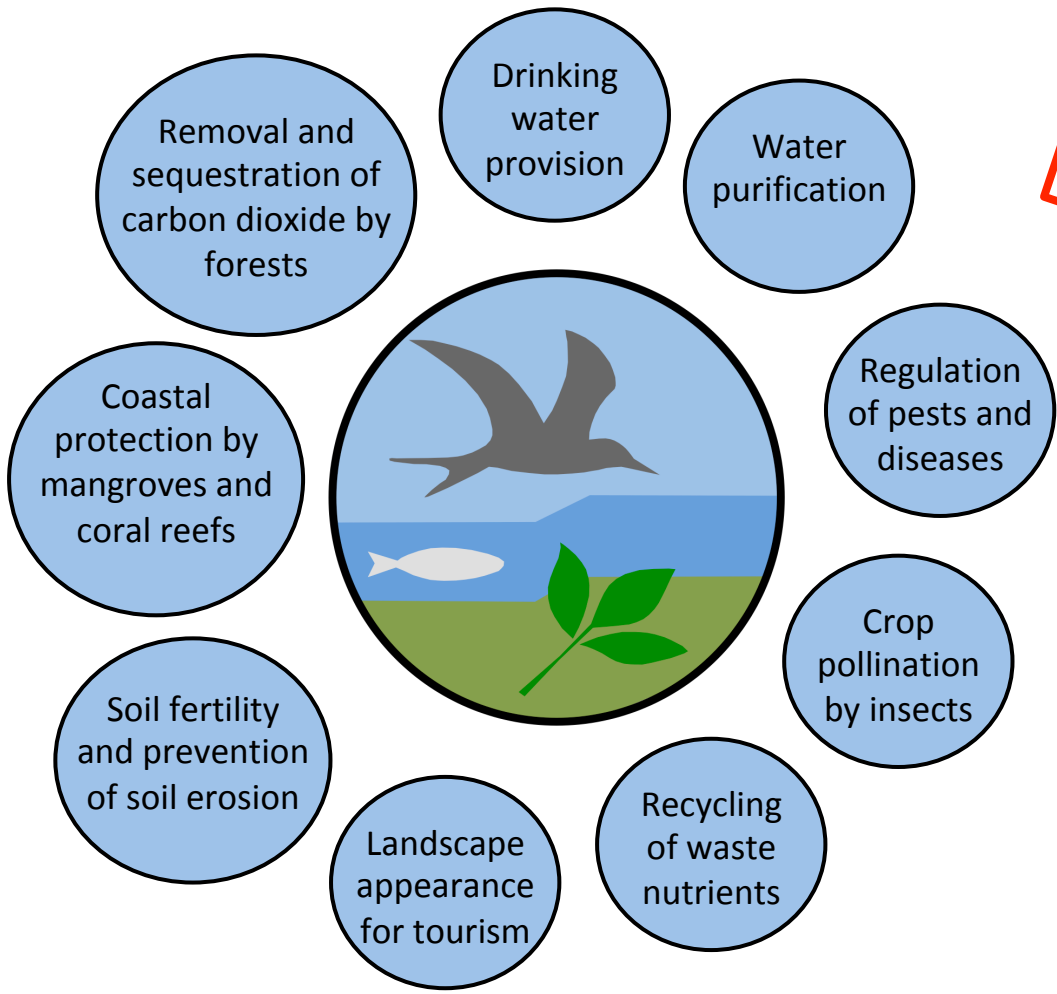 Drinking
water
provision
Water
purification
Regulation
of pests and
diseases
Crop
pollination
by insects
Recycling
of waste
nutrients
Landscape
appearance
for tourism
Soil fertility
and prevention
of soil erosion
Coastal
protection by
mangroves and
coral reefs
Removal and
sequestration of
carbon dioxide by
forests